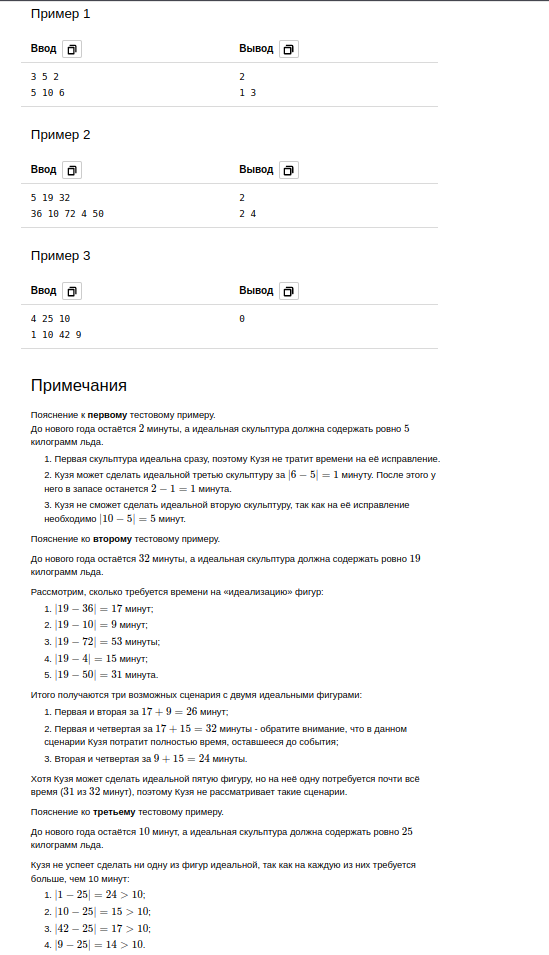 Пример 1
Ввод Вывод
3 5 2 2
5 10 6 1 3
Пример 2
Ввод Вывод
5 19 32 2
36 10 72 4 50 2 4
Пример 3
Ввод Вывод
4 25 10 0
1 10 42 9
Примечания
Пояснение к первому тестовому примеру.
До нового года остаётся 2 минуты, а идеальная скульптура должна содержать ровно 5
килограмм льда.
1. Первая скульптура идеальна сразу, поэтому Кузя не тратит времени на её исправление.
2. Кузя может сделать идеальной третью скульптуру за |6 − 5| = 1 минуту. После этого у
него в запасе останется 2 − 1 = 1 минута.
3. Кузя не сможет сделать идеальной вторую скульптуру, так как на её исправление
необходимо |10 − 5| = 5 минут.
Пояснение ко второму тестовому примеру.
До нового года остаётся 32 минуты, а идеальная скульптура должна содержать ровно 19
килограмм льда.
Рассмотрим, сколько требуется времени на «идеализацию» фигур:
1. |19 − 36| = 17 минут;
2. |19 − 10| = 9 минут;
3. |19 − 72| = 53 минуты;
4. |19 − 4| = 15 минут;
5. |19 − 50| = 31 минута.
Итого получаются три возможных сценария с двумя идеальными фигурами:
1. Первая и вторая за 17 + 9 = 26 минут;
2. Первая и четвертая за 17 + 15 = 32 минуты - обратите внимание, что в данном
сценарии Кузя потратит полностью время, оставшееся до события;
3. Вторая и четвертая за 9 + 15 = 24 минуты.
Хотя Кузя может сделать идеальной пятую фигуру, но на неё одну потребуется почти всё
время (31 из 32 минут), поэтому Кузя не рассматривает такие сценарии.
Пояснение ко третьему тестовому примеру.
До нового года остаётся 10 минут, а идеальная скульптура должна содержать ровно 25
килограмм льда.
Кузя не успеет сделать ни одну из фигур идеальной, так как на каждую из них требуется
больше, чем 10 минут:
1. |1 − 25| = 24 > 10;
2. |10 − 25| = 15 > 10;
3. |42 − 25| = 17 > 10;
4. |9 − 25| = 14 > 10.